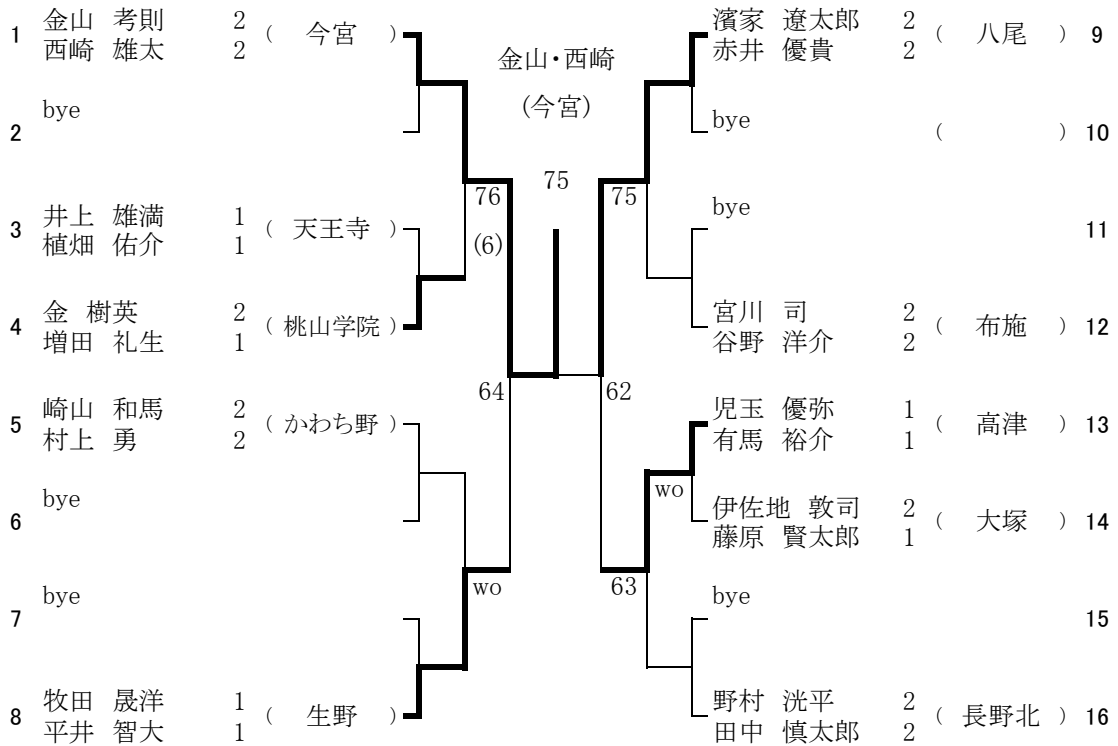 金山・西崎
(今宮)
75
1 金山 考則 2 ( 今宮 )
西崎 雄太 2
2 bye
76
(6)
3 井上 雄満 1 ( 天王寺 )
植畑 佑介 1
4 金 樹英 2 ( 桃山学院 )
増田 礼生 1
64
5 崎山 和馬 2 ( かわち野 )
村上 勇 2
6 bye
wo
7 bye
8 牧田 晟洋 1 ( 生野 )
平井 智大 1
濱家 遼太郎 2 ( 八尾 ) 9
赤井 優貴 2
bye ( ) 10
75
bye 11
宮川 司 2 ( 布施 ) 12
谷野 洋介 2
62
児玉 優弥 1 ( 高津 ) 13
有馬 裕介 1
wo
伊佐地 敦司 2 ( 大塚 ) 14
藤原 賢太郎 1
63
bye 15
野村 洸平 2 ( 長野北 ) 16
田中 慎太郎 2